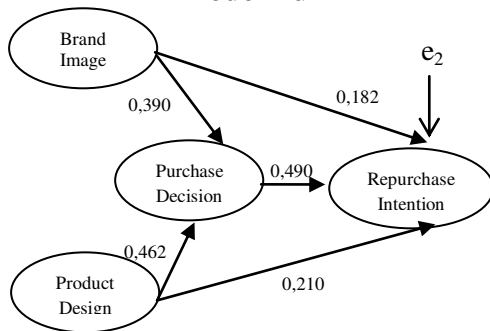 Brand
Image
e2
0,390
0,182
Purchase
Decision
0,490
Repurchase
Intention
0,462
0,210
Product
Design